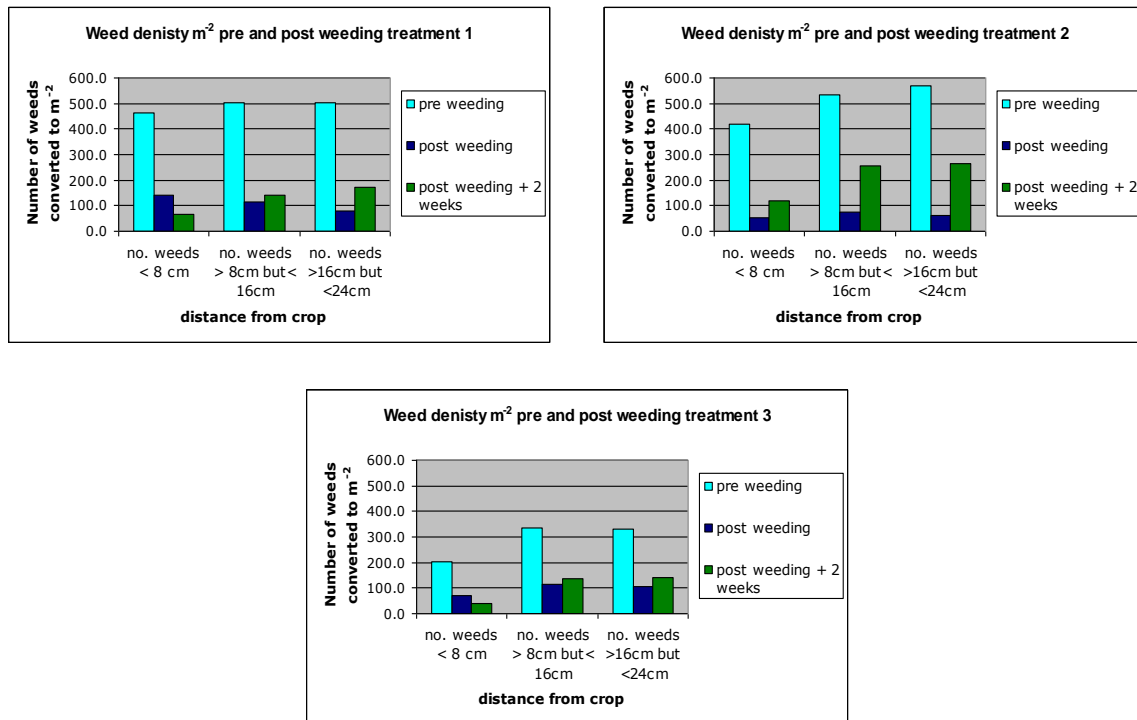 Weed denisty m-2 pre and post weeding treatment 1
Number of weeds
converted to m-2
600.0
500.0
400.0
300.0
200.0
100.0
0.0
no. weeds
< 8 cm
no. weeds
> 8cm but<
16cm
no. weeds
>16cm but
<24cm
distance from crop
pre weeding
post weeding
post weeding + 2
weeks
Weed denisty m-2 pre and post weeding treatment 2
Number of weeds
converted to m-2
600.0
500.0
400.0
300.0
200.0
100.0
0.0
no. weeds
< 8 cm
no. weeds
> 8cm but<
16cm
no. weeds
>16cm but
<24cm
distance from crop
pre weeding
post weeding
post weeding + 2
weeks
Weed denisty m-2 pre and post weeding treatment 3
Number of weeds
converted to m-2
600.0
500.0
400.0
300.0
200.0
100.0
0.0
no. weeds
< 8 cm
no. weeds
> 8cm but<
16cm
no. weeds
>16cm but
<24cm
distance from crop
pre weeding
post weeding
post weeding + 2
weeks